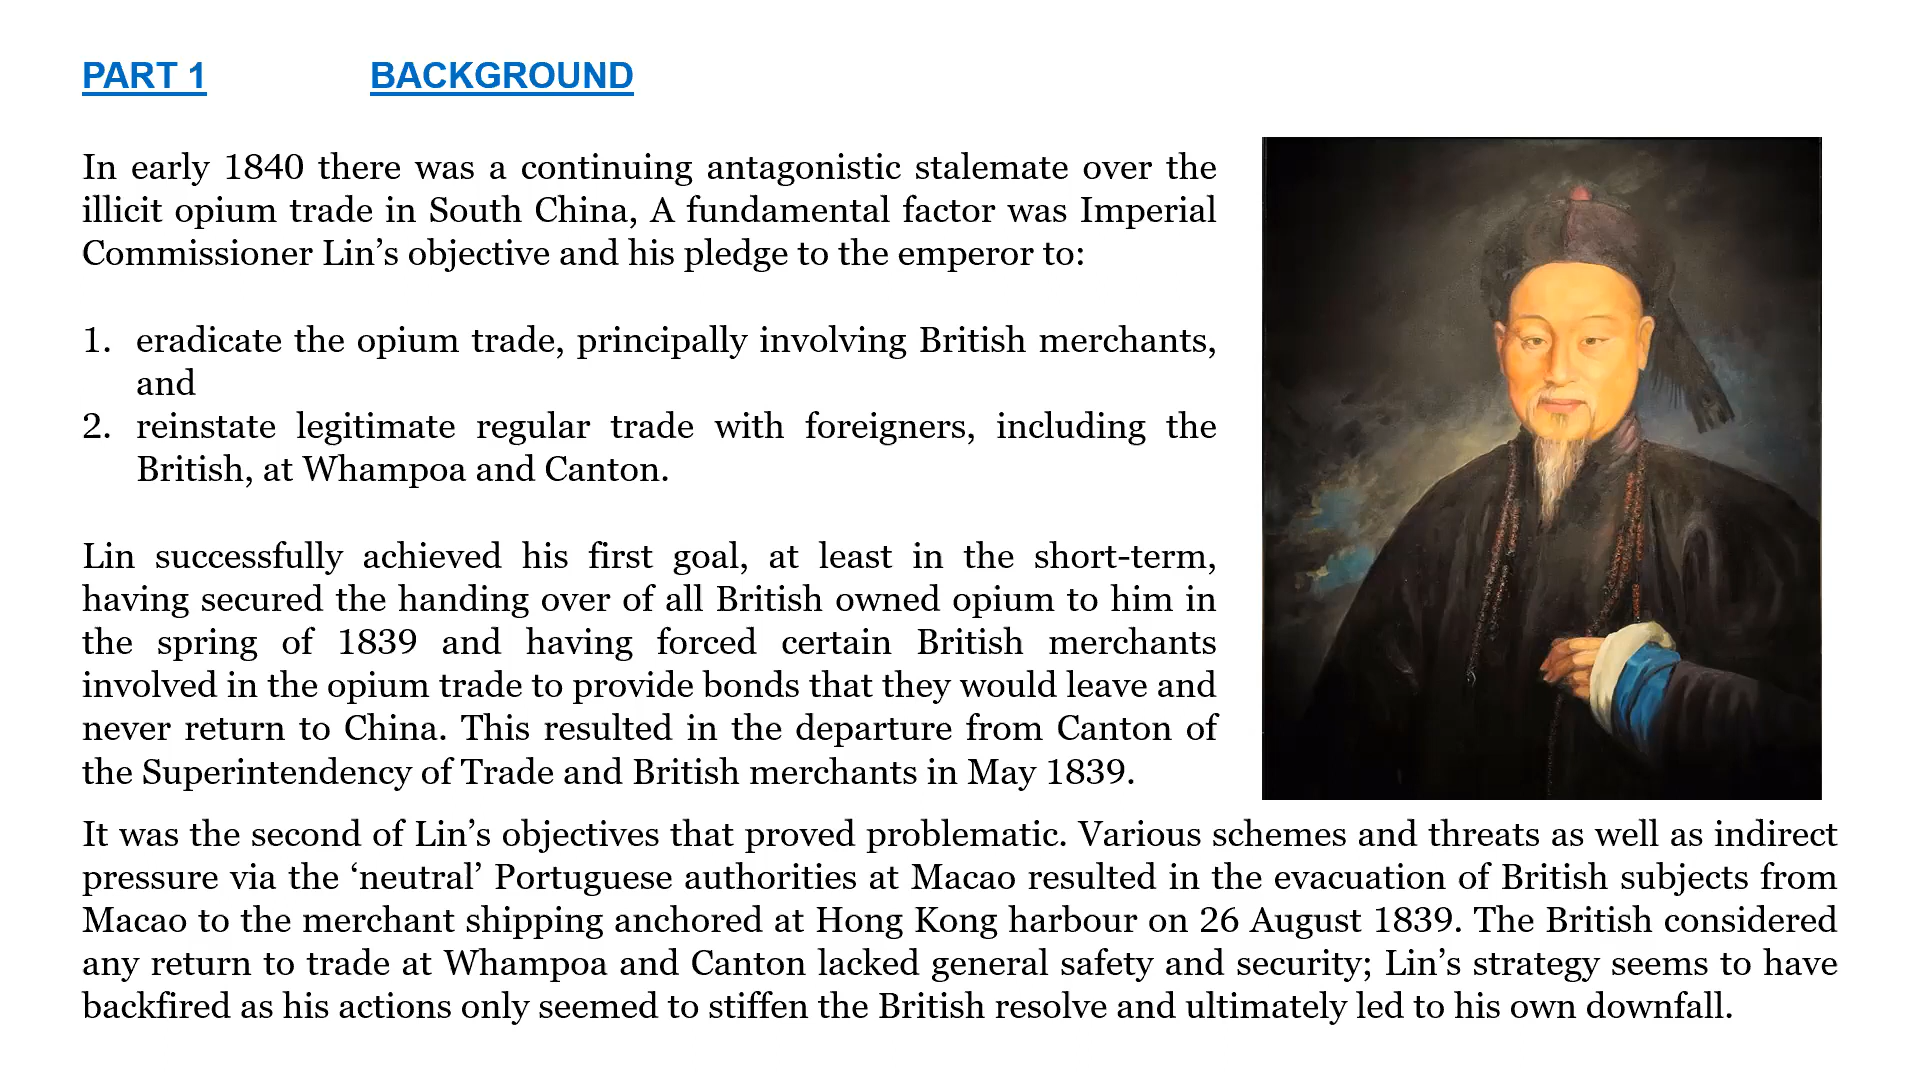 PART 1 BACKGROUND
In early 1840 there was a continuing antagonistic stalemate over the
illicit opium trade in South China, A fundamental factor was Imperial
Commissioner Lin’s objective and his pledge to the emperor to:
1. eradicate the opium trade, principally involving British merchants,
and
2. reinstate legitimate regular trade with foreigners, including the
British, at Whampoa and Canton.
Lin successfully achieved his first goal, at least in the short-term,
having secured the handing over of all British owned opium to him in
the spring of 1839 and having forced certain British merchants
involved in the opium trade to provide bonds that they would leave and
never return to China. This resulted in the departure from Canton of
the Superintendency of Trade and British merchants in May 1839.
It was the second of Lin’s objectives that proved problematic. Various schemes and threats as well as indirect
pressure via the ‘neutral’ Portuguese authorities at Macao resulted in the evacuation of British subjects from
Macao to the merchant shipping anchored at Hong Kong harbour on 26 August 1839. The British considered
any return to trade at Whampoa and Canton lacked general safety and security; Lin’s strategy seems to have
backfired as his actions only seemed to stiffen the British resolve and ultimately led to his own downfall.